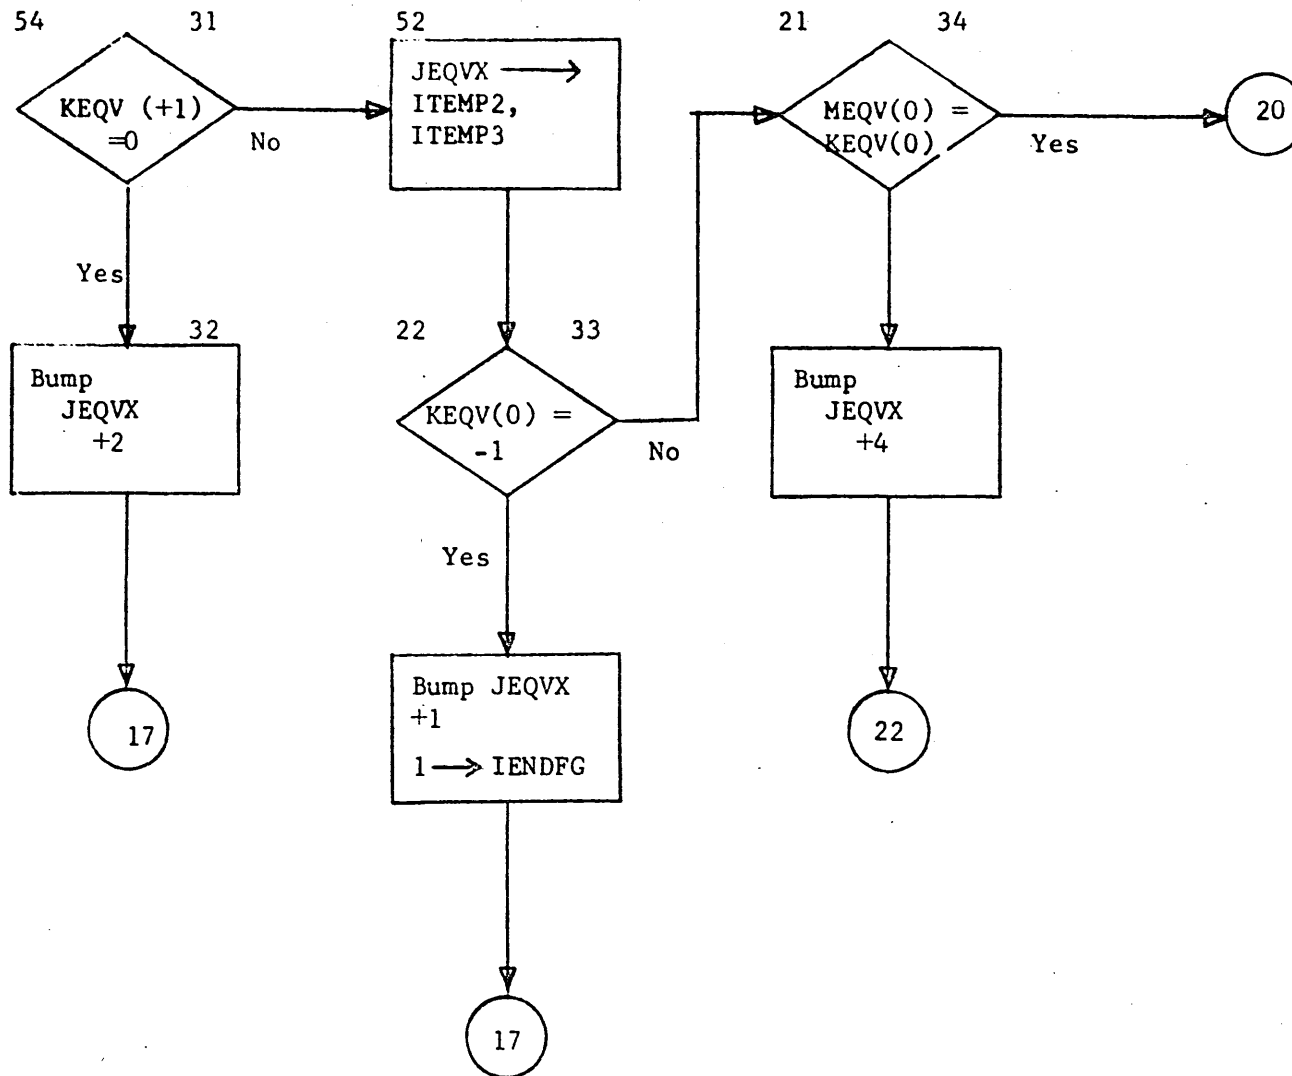 54 31
KEQV (+1)
=0
No
Yes
32
Bump
JEQVX
+2
17
52
JEQVX →
ITEMP2,
ITEMP3
22 33
KEQV(0) =
-1
No
Yes
Bump JEQVX
+1
1 → IENDFG
17
21 34
MEQV(0) =
KEQV(0)
Yes
20
Bump
JEQVX
+4
22